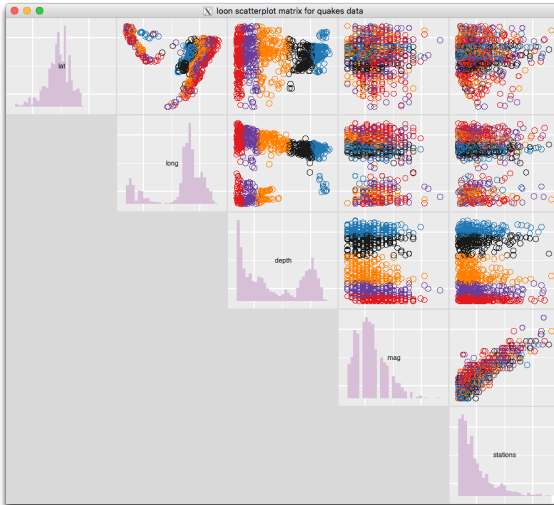 loon scatterplot matrix for quakes data
lat
long
depth
mag
stations